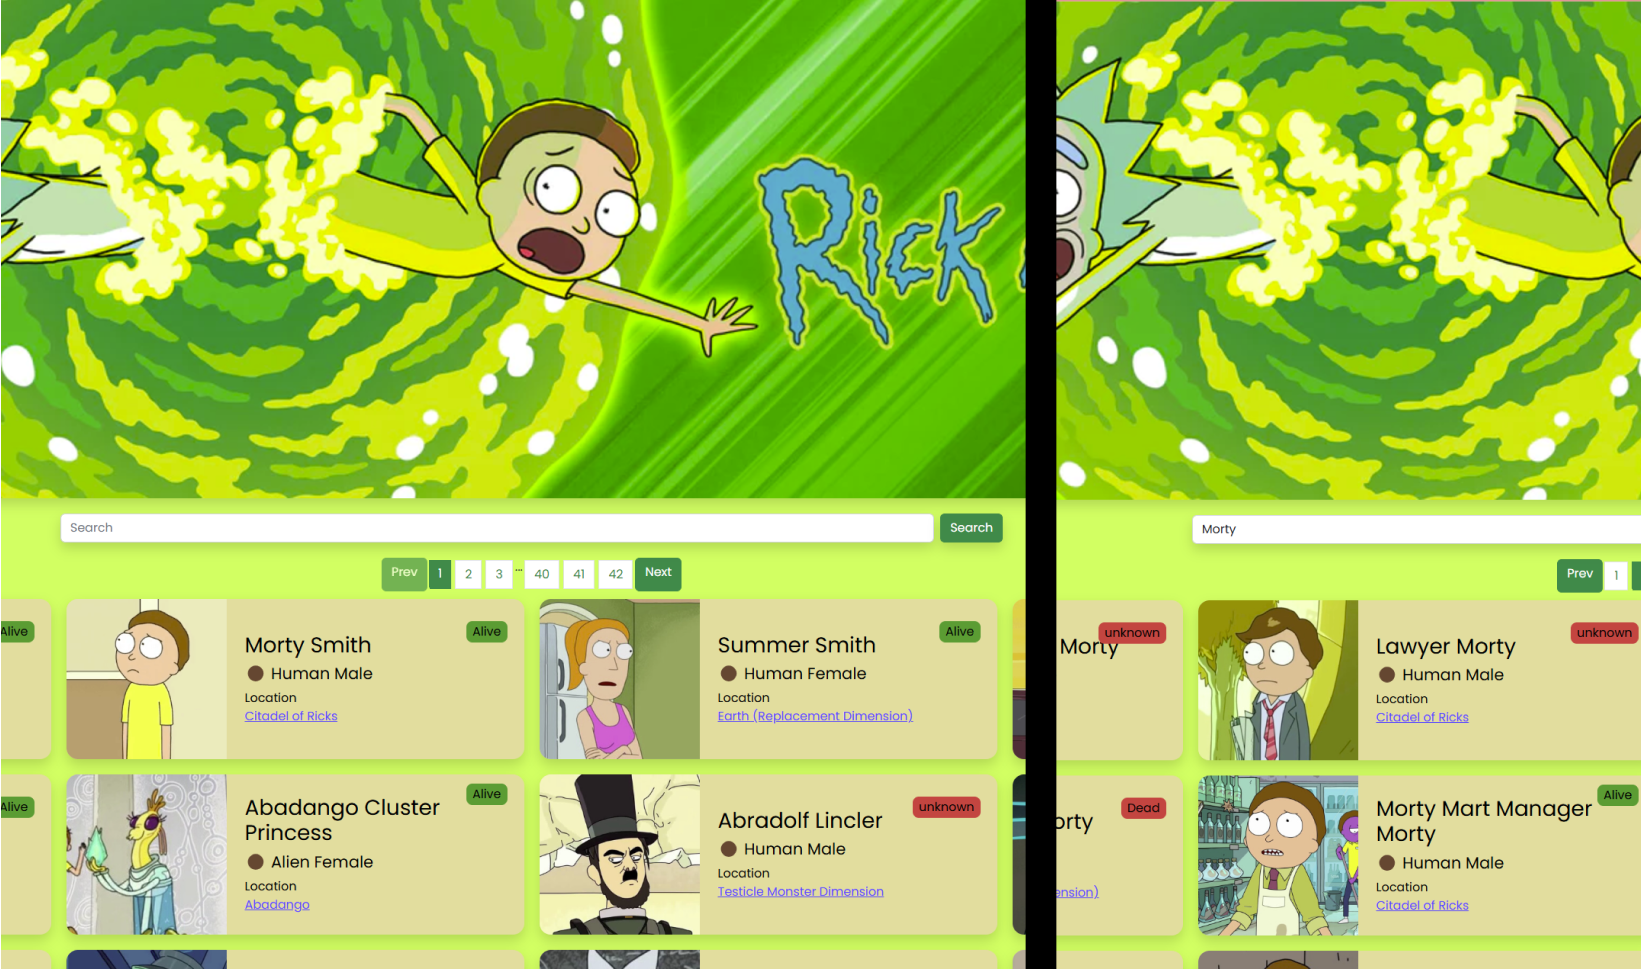 Rick
Search
Search
Prev 1 2 3 ... 40 41 42 Next
Alive
Morty Smith
Alive
Human Male
Location
Citadel of Ricks
Summer Smith
Alive
Human Female
Location
Earth (Replacement Dimension)
Alive
Abadango Cluster
Princess
Alive
Alien Female
Location
Abadango
Abradolf Lincler
unknown
Human Male
Location
Testicle Monster Dimension
Morty
Prev 1
Morty
unknown
Lawyer Morty
unknown
Human Male
Location
Citadel of Ricks
orty
Dead
ension)
Morty Mart Manager
Morty
Alive
Human Male
Location
Citadel of Ricks